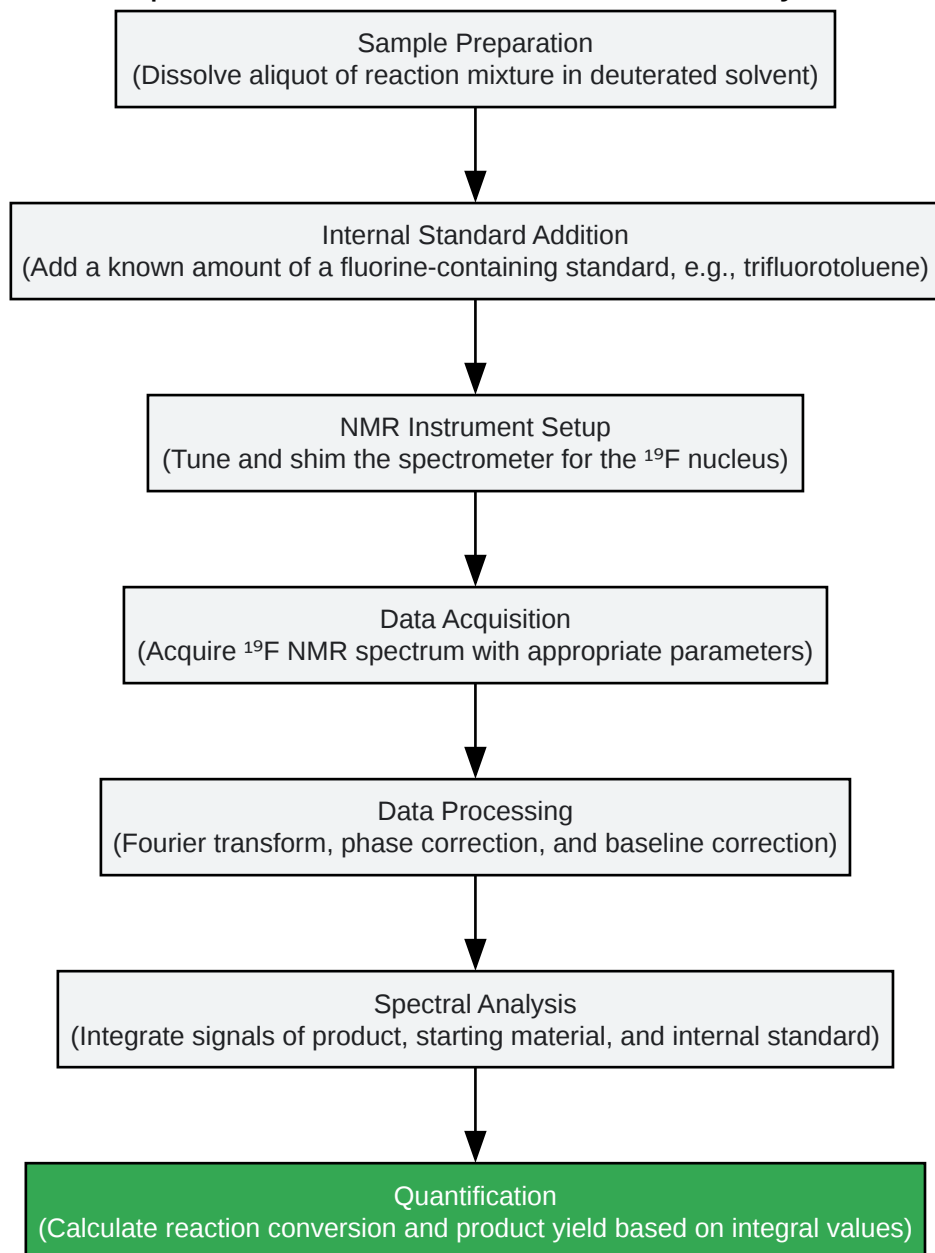 Sample Preparation
(Dissolve aliquot of reaction mixture in deuterated solvent)
Internal Standard Addition
(Add a known amount of a fluorine-containing standard, e.g., trifluorotoluene)
NMR Instrument Setup
(Tune and shim the spectrometer for the ¹⁹F nucleus)
Data Acquisition
(Acquire ¹⁹F NMR spectrum with appropriate parameters)
Data Processing
(Fourier transform, phase correction, and baseline correction)
Spectral Analysis
(Integrate signals of product, starting material, and internal standard)
Quantification
(Calculate reaction conversion and product yield based on integral values)